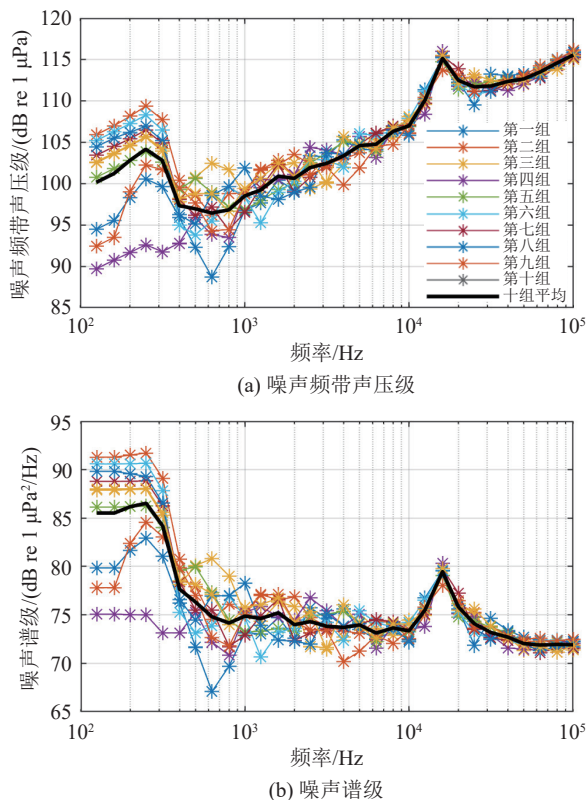 120
115
110
105
100
95
90
85
噪声频带声压级/(dB re 1 μPa)
第一组
第二组
第三组
第四组
第五组
第六组
第七组
第八组
第九组
第十组
十组平均
10² 10³ 10⁴ 10⁵
频率/Hz
(a) 噪声频带声压级
95
90
85
80
75
70
65
噪声谱级/(dB re 1 μPa²/Hz)
10² 10³ 10⁴ 10⁵
频率/Hz
(b) 噪声谱级